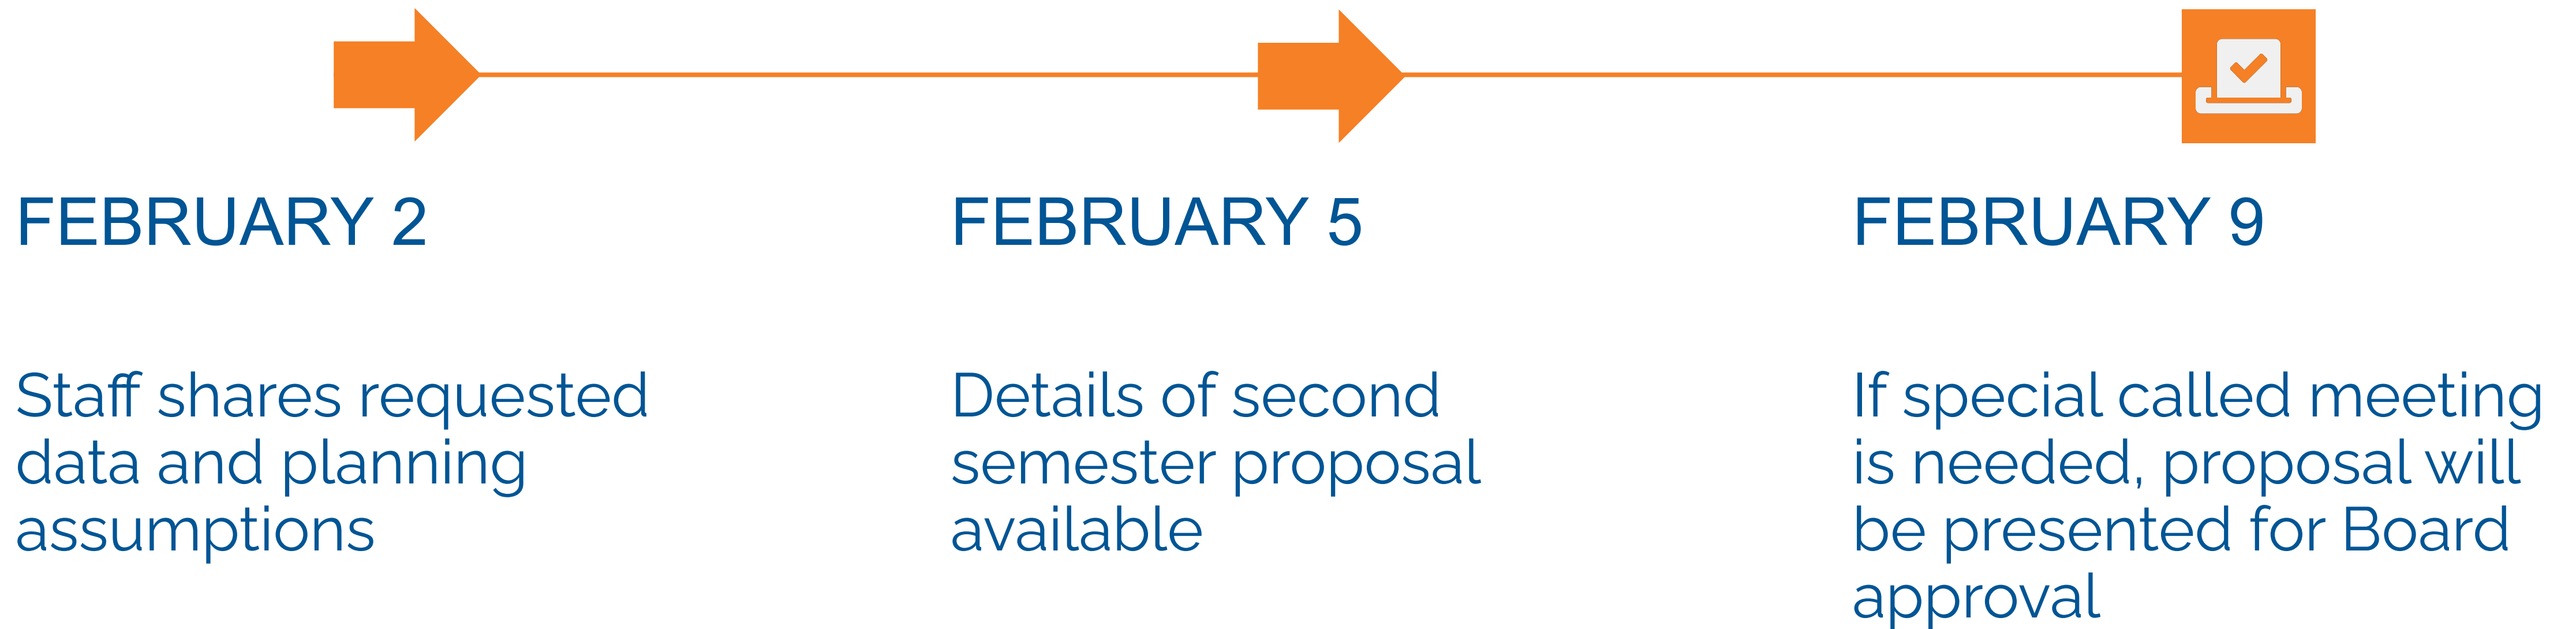 FEBRUARY 2
Staff shares requested
data and planning
assumptions
FEBRUARY 5
Details of second
semester proposal
available
FEBRUARY 9
If special called meeting
is needed, proposal will
be presented for Board
approval